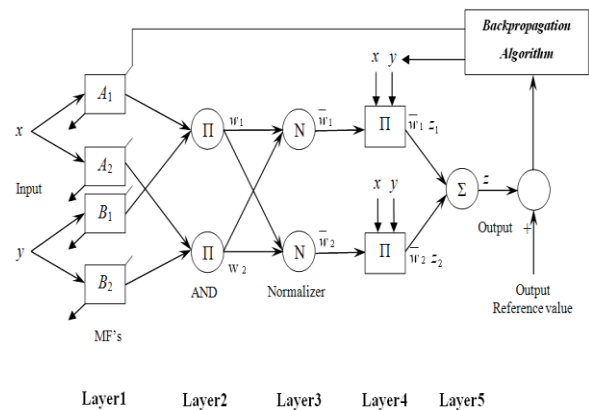 Backpropagation
Algorithm
x y
A1
x
Π w1 N w̅1 Π w̅1 z1
Input
A2
B1
x y
Σ z
Output +
y
B2
Π w2 N w̅2 Π w̅2 z2
AND Normalizer
MF's
Output
Reference value
Layer1 Layer2 Layer3 Layer4 Layer5